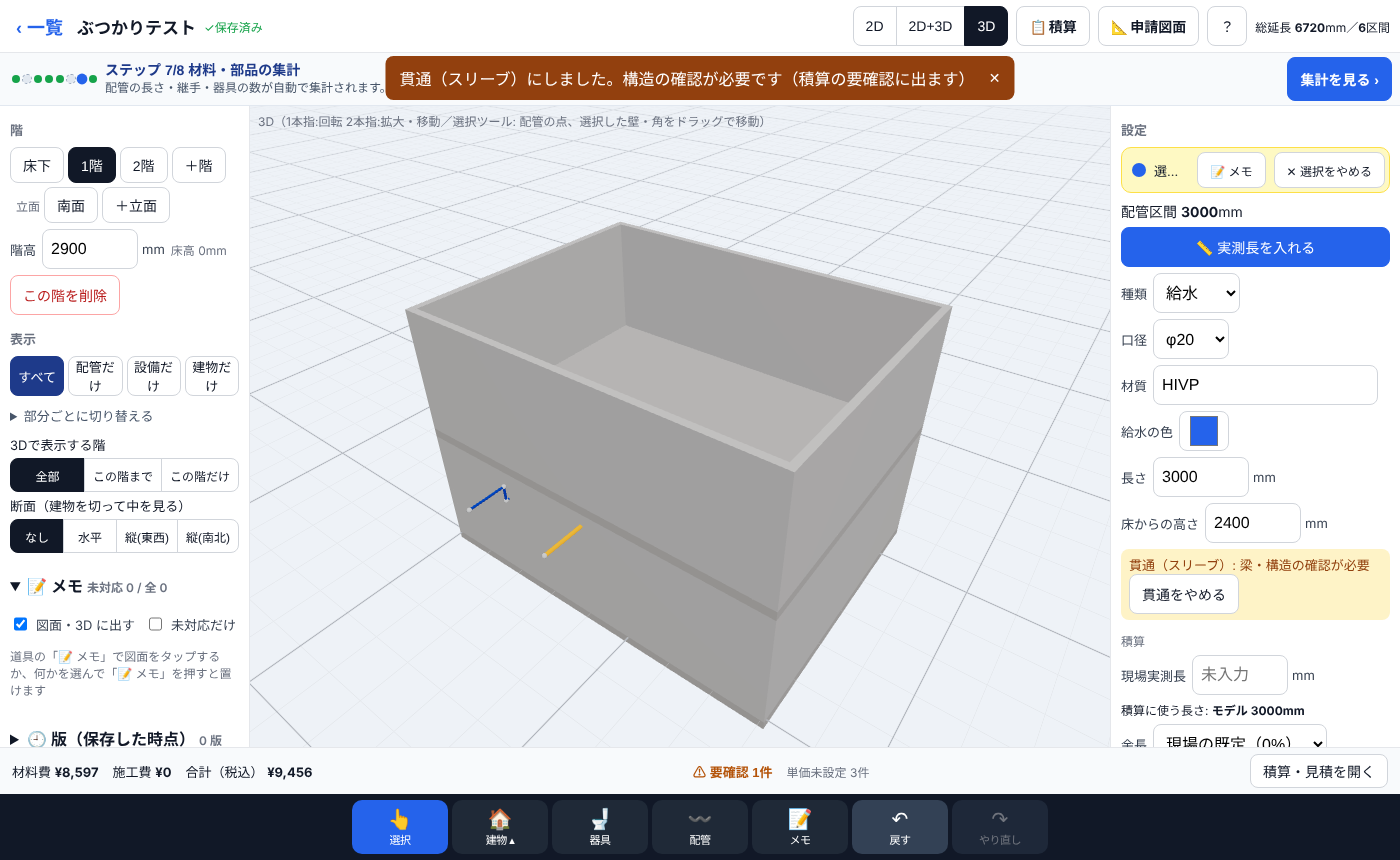 ‹ 一覧 ぶつかりテスト ✓保存済み 2D 2D+3D 3D 📋積算 📐申請図面 ? 総延長 6720mm／6区間
ステップ 7/8 材料・部品の集計
配管の長さ・継手・器具の数が自動で集計されます。
貫通（スリーブ）にしました。構造の確認が必要です（積算の要確認に出ます） ×
集計を見る ›
階
床下 1階 2階 ＋階
立面 南面 ＋立面
階高 2900 mm 床高 0mm
この階を削除
表示
すべて 配管だけ 設備だけ 建物だけ
▶ 部分ごとに切り替える
3Dで表示する階
全部 この階まで この階だけ
断面（建物を切って中を見る）
なし 水平 縦(東西) 縦(南北)
▼ 📝 メモ 未対応 0 / 全 0
図面・3D に出す 未対応だけ
道具の「📝 メモ」で図面をタップする
か、何かを選んで「📝 メモ」を押すと置
けます
▶ 🕘 版（保存した時点） 0 版
3D（1本指:回転 2本指:拡大・移動／選択ツール: 配管の点、選択した壁・角をドラッグで移動）
設定
選... 📝 メモ ✕ 選択をやめる
配管区間 3000mm
📏 実測長を入れる
種類 給水
口径 φ20
材質 HIVP
給水の色
長さ 3000 mm
床からの高さ 2400 mm
貫通（スリーブ）: 梁・構造の確認が必要
貫通をやめる
積算
現場実測長 未入力 mm
積算に使う長さ: モデル 3000mm
余長 現場の既定（0%）
材料費 ¥8,597 施工費 ¥0 合計（税込） ¥9,456 ⚠ 要確認 1件 単価未設定 3件 積算・見積を開く
選択 建物▲ 器具 配管 メモ 戻す やり直し